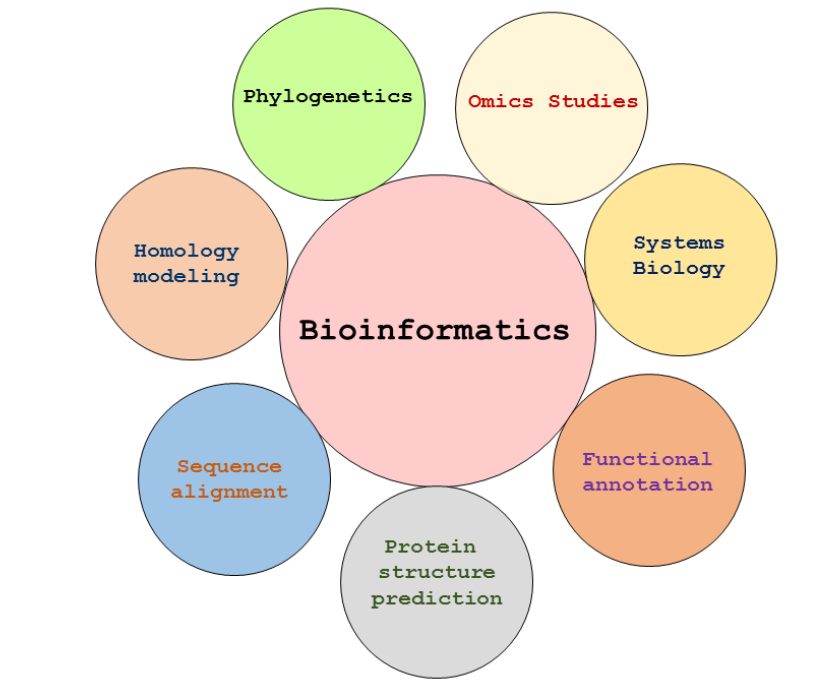 Phylogenetics
Omics Studies
Homology
modeling
Systems
Biology
Bioinformatics
Sequence
alignment
Functional
annotation
Protein
structure
prediction